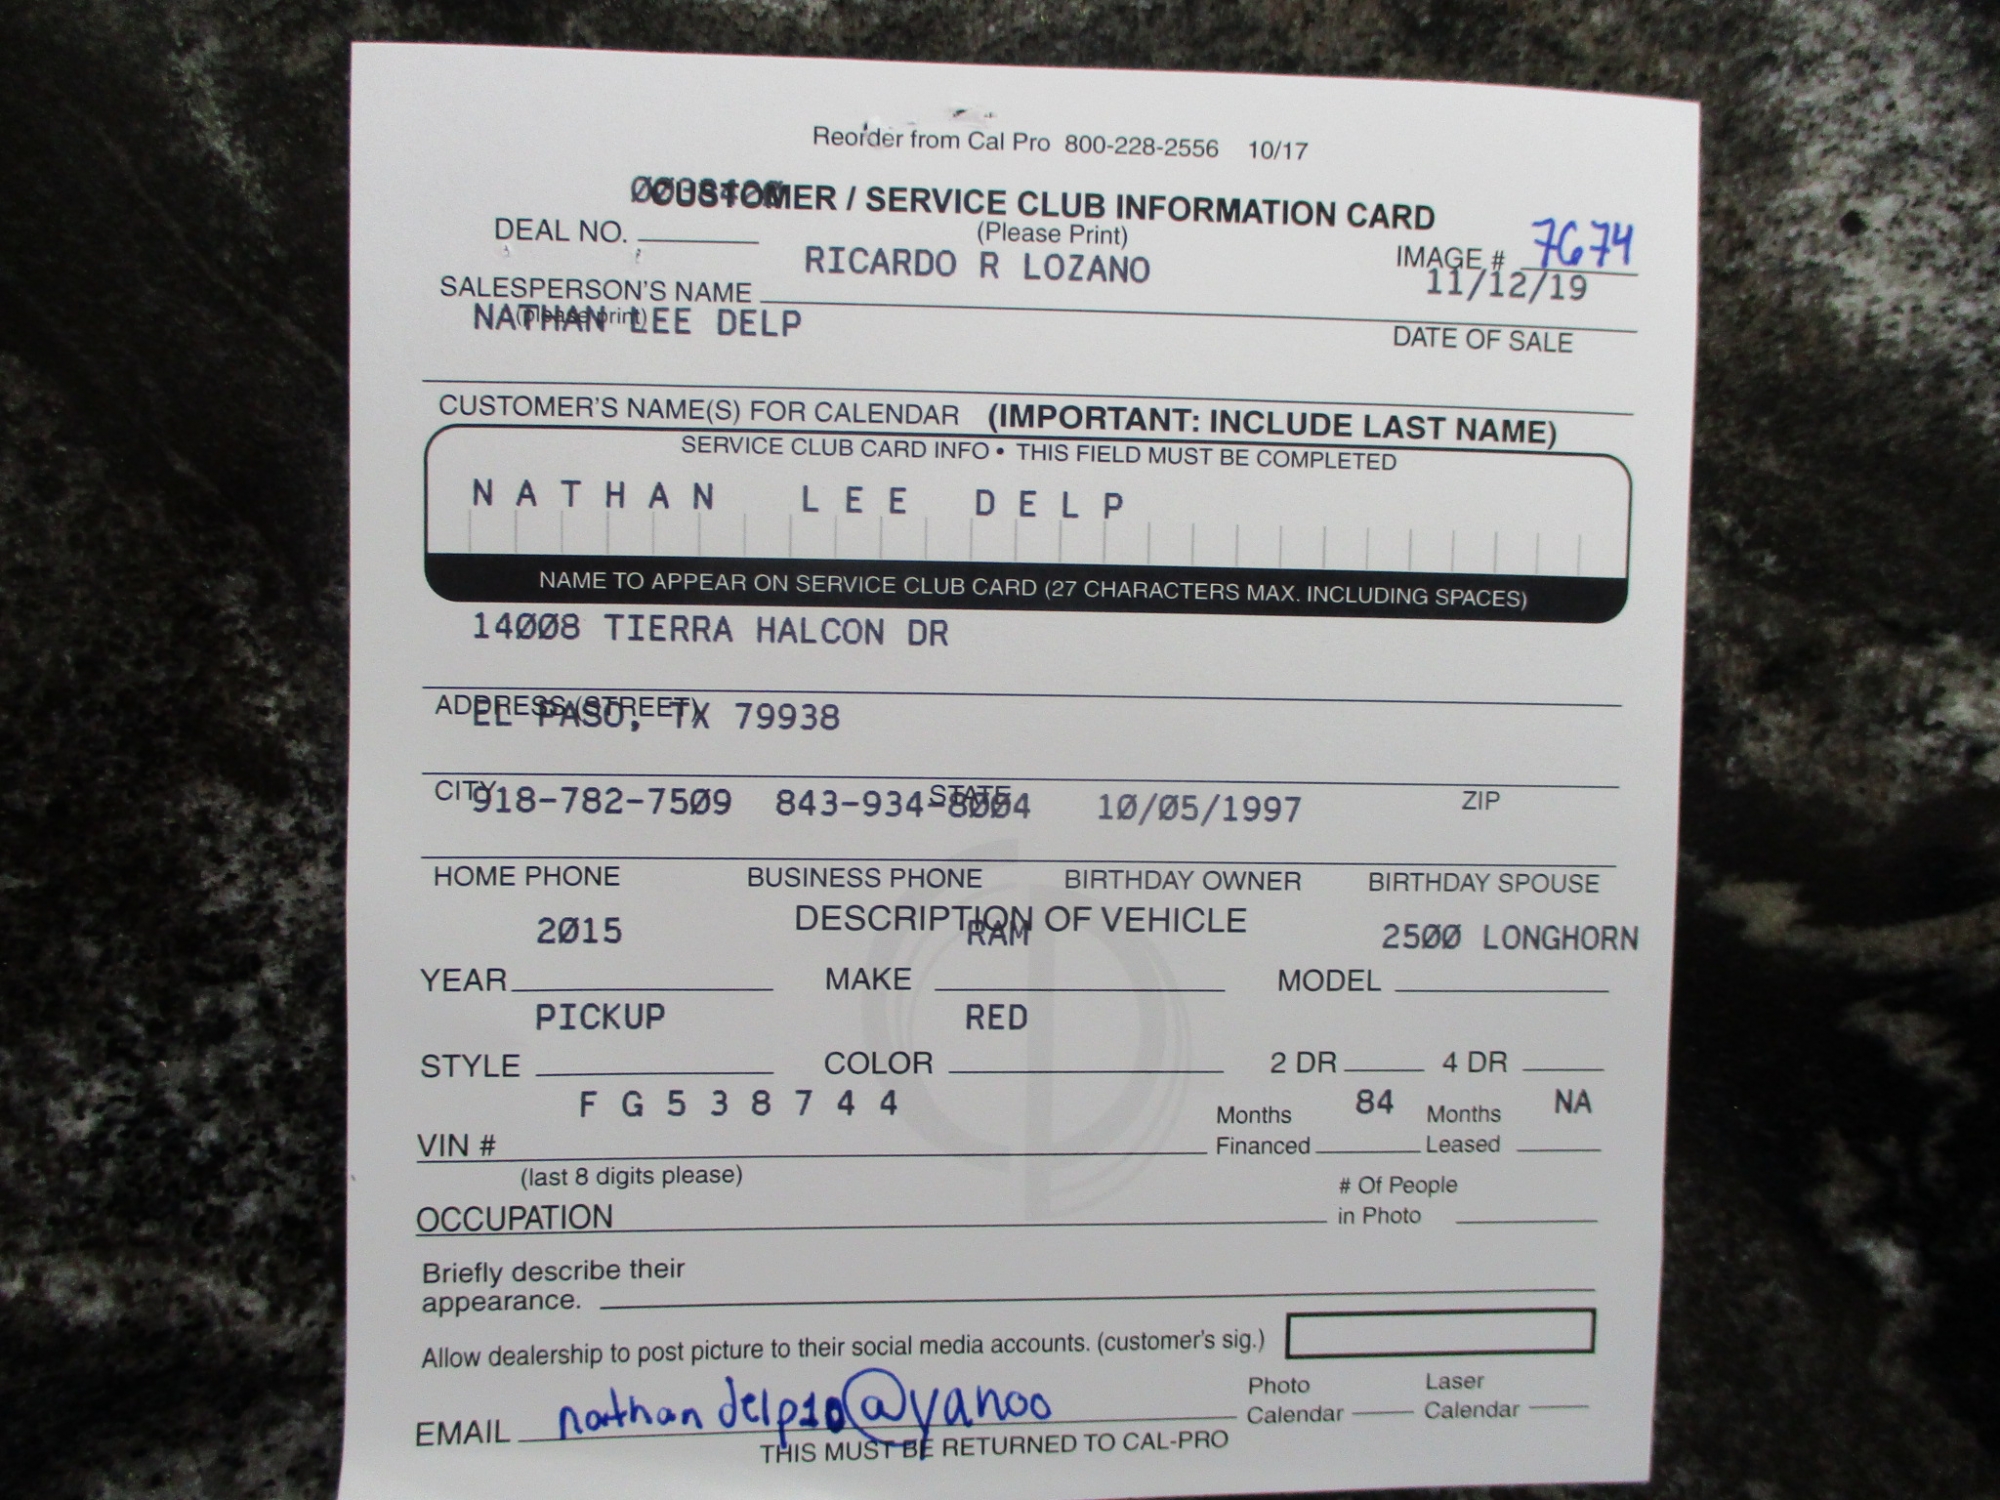 Reorder from Cal Pro 800-228-2556 10/17
CUSTOMER / SERVICE CLUB INFORMATION CARD
(Please Print)
DEAL NO.
IMAGE # 7674
RICARDO R LOZANO
11/12/19
SALESPERSON'S NAME
(please print)
NATHAN LEE DELP
DATE OF SALE
CUSTOMER'S NAME(S) FOR CALENDAR (IMPORTANT: INCLUDE LAST NAME)
SERVICE CLUB CARD INFO • THIS FIELD MUST BE COMPLETED
NATHAN LEE DELP
NAME TO APPEAR ON SERVICE CLUB CARD (27 CHARACTERS MAX. INCLUDING SPACES)
14008 TIERRA HALCON DR
ADDRESS (STREET)
EL PASO, TX 79938
CITY STATE ZIP
918-782-7509 843-934-8004 10/05/1997
HOME PHONE BUSINESS PHONE BIRTHDAY OWNER BIRTHDAY SPOUSE
DESCRIPTION OF VEHICLE
2015 RAM 2500 LONGHORN
YEAR MAKE MODEL
PICKUP RED
STYLE COLOR 2 DR 4 DR
FG538744
Months Financed 84 Months Leased NA
VIN #
(last 8 digits please)
# Of People
in Photo
OCCUPATION
Briefly describe their
appearance.
Allow dealership to post picture to their social media accounts. (customer's sig.)
EMAIL nathandelp10@yahoo
Photo Calendar Laser Calendar
THIS MUST BE RETURNED TO CAL-PRO